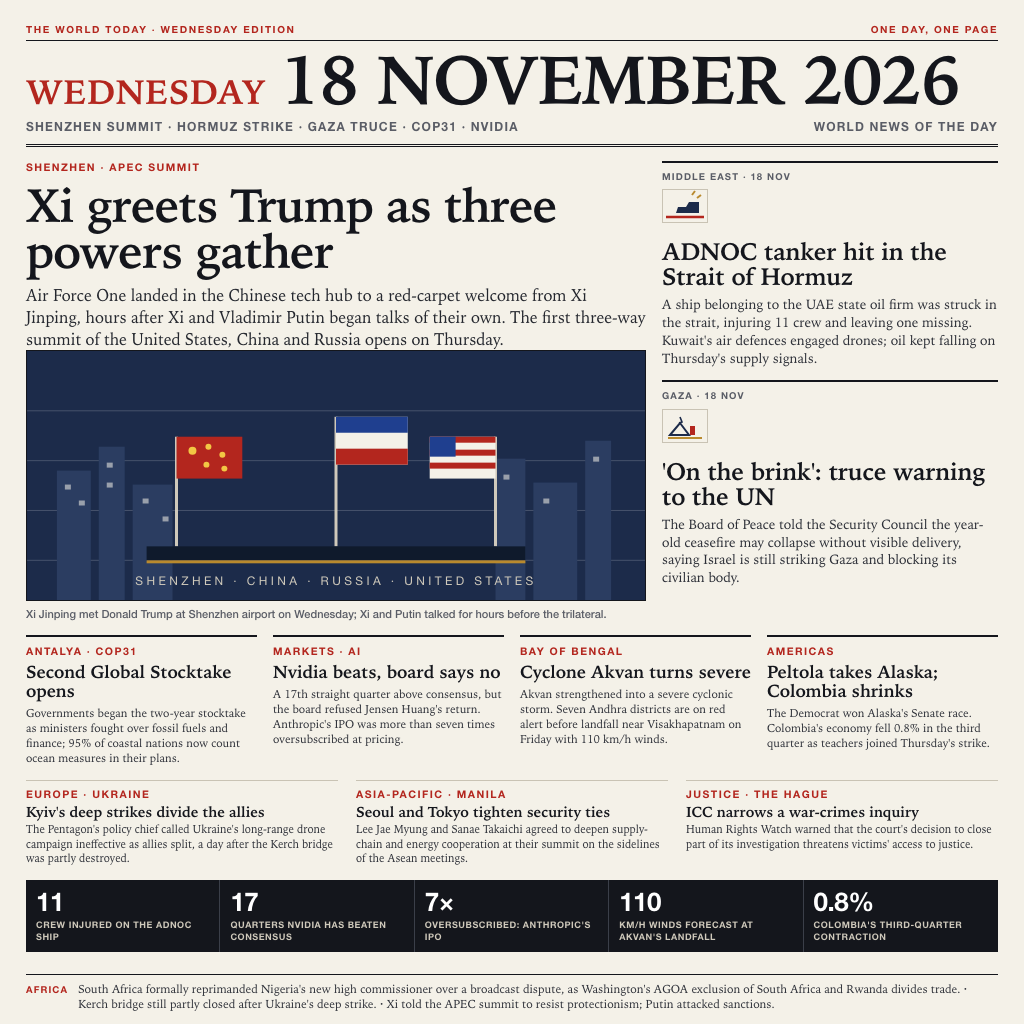 THE WORLD TODAY · WEDNESDAY EDITION
ONE DAY, ONE PAGE
WEDNESDAY 18 NOVEMBER 2026
SHENZHEN SUMMIT · HORMUZ STRIKE · GAZA TRUCE · COP31 · NVIDIA
WORLD NEWS OF THE DAY
SHENZHEN · APEC SUMMIT
Xi greets Trump as three
powers gather
Air Force One landed in the Chinese tech hub to a red-carpet welcome from Xi
Jinping, hours after Xi and Vladimir Putin began talks of their own. The first three-way
summit of the United States, China and Russia opens on Thursday.
SHENZHEN · CHINA · RUSSIA · UNITED STATES
Xi Jinping met Donald Trump at Shenzhen airport on Wednesday; Xi and Putin talked for hours before the trilateral.
MIDDLE EAST · 18 NOV
ADNOC tanker hit in the
Strait of Hormuz
A ship belonging to the UAE state oil firm was struck in
the strait, injuring 11 crew and leaving one missing.
Kuwait's air defences engaged drones; oil kept falling on
Thursday's supply signals.
GAZA · 18 NOV
'On the brink': truce warning
to the UN
The Board of Peace told the Security Council the year-
old ceasefire may collapse without visible delivery,
saying Israel is still striking Gaza and blocking its
civilian body.
ANTALYA · COP31
Second Global Stocktake
opens
Governments began the two-year stocktake
as ministers fought over fossil fuels and
finance; 95% of coastal nations now count
ocean measures in their plans.
MARKETS · AI
Nvidia beats, board says no
A 17th straight quarter above consensus, but
the board refused Jensen Huang's return.
Anthropic's IPO was more than seven times
oversubscribed at pricing.
BAY OF BENGAL
Cyclone Akvan turns severe
Akvan strengthened into a severe cyclonic
storm. Seven Andhra districts are on red
alert before landfall near Visakhapatnam on
Friday with 110 km/h winds.
AMERICAS
Peltola takes Alaska;
Colombia shrinks
The Democrat won Alaska's Senate race.
Colombia's economy fell 0.8% in the third
quarter as teachers joined Thursday's strike.
EUROPE · UKRAINE
Kyiv's deep strikes divide the allies
The Pentagon's policy chief called Ukraine's long-range drone
campaign ineffective as allies split, a day after the Kerch bridge
was partly destroyed.
ASIA-PACIFIC · MANILA
Seoul and Tokyo tighten security ties
Lee Jae Myung and Sanae Takaichi agreed to deepen supply-
chain and energy cooperation at their summit on the sidelines
of the Asean meetings.
JUSTICE · THE HAGUE
ICC narrows a war-crimes inquiry
Human Rights Watch warned that the court's decision to close
part of its investigation threatens victims' access to justice.
11
CREW INJURED ON THE ADNOC
SHIP
17
QUARTERS NVIDIA HAS BEATEN
CONSENSUS
7×
OVERSUBSCRIBED: ANTHROPIC'S
IPO
110
KM/H WINDS FORECAST AT
AKVAN'S LANDFALL
0.8%
COLOMBIA'S THIRD-QUARTER
CONTRACTION
AFRICA
South Africa formally reprimanded Nigeria's new high commissioner over a broadcast dispute, as Washington's AGOA exclusion of South Africa and Rwanda divides trade. ·
Kerch bridge still partly closed after Ukraine's deep strike. · Xi told the APEC summit to resist protectionism; Putin attacked sanctions.